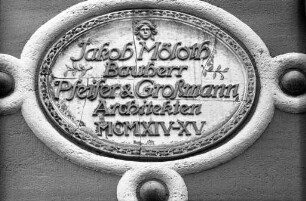 Jakob Möloth
Bauherr
Pfeifer & Großmann
Architekten
MCMXIV-XV